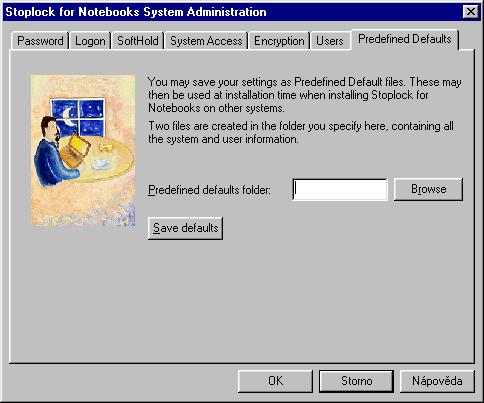 Stoplock for Notebooks System Administration
Password Logon SoftHold System Access Encryption Users Predefined Defaults
You may save your settings as Predefined Default files. These may
then be used at installation time when installing Stoplock for
Notebooks on other systems.
Two files are created in the folder you specify here, containing all
the system and user information.
Predefined defaults folder: Browse
Save defaults
OK Storno Nápověda